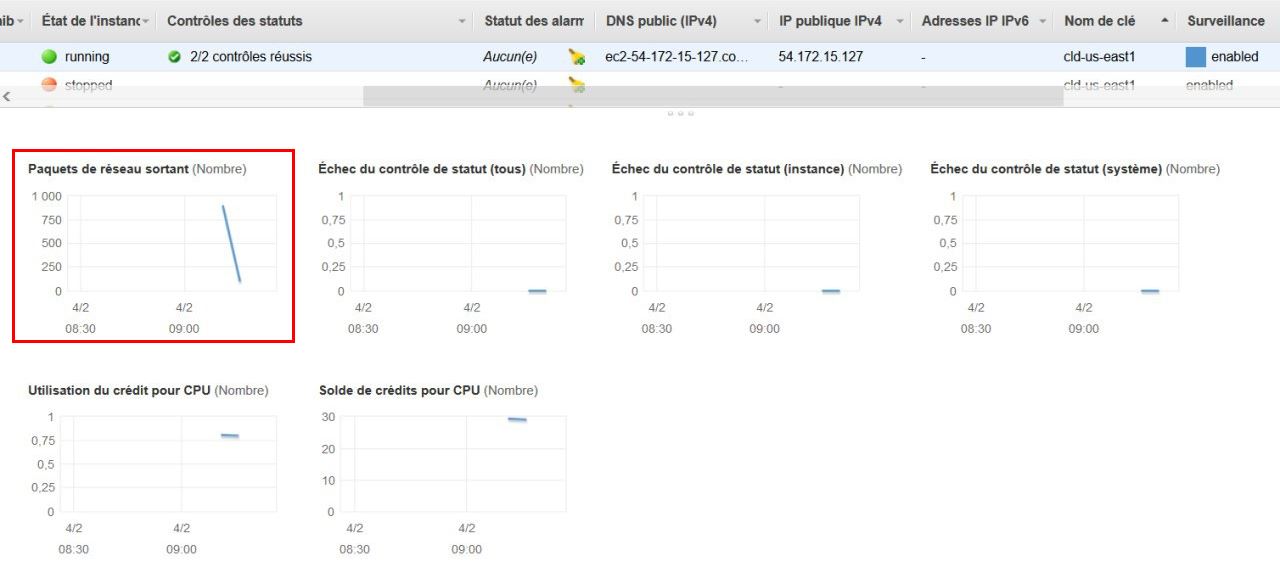 nib État de l'instanc Contrôles des statuts Statut des alarm DNS public (IPv4) IP publique IPv4 Adresses IP IPv6 Nom de clé Surveillance
running 2/2 contrôles réussis Aucun(e) ec2-54-172-15-127.co... 54.172.15.127 - cld-us-east1 enabled
stopped Aucun(e) - - cld-us-east1 enabled
Paquets de réseau sortant (Nombre) Échec du contrôle de statut (tous) (Nombre) Échec du contrôle de statut (instance) (Nombre) Échec du contrôle de statut (système) (Nombre)
1 000 1 1 1
750 0,75 0,75 0,75
500 0,5 0,5 0,5
250 0,25 0,25 0,25
0 0 0 0
4/2 4/2 4/2 4/2 4/2 4/2 4/2 4/2
08:30 09:00 08:30 09:00 08:30 09:00 08:30 09:00
Utilisation du crédit pour CPU (Nombre) Solde de crédits pour CPU (Nombre)
1 30
0,75 20
0,5 10
0,25 0
0
4/2 4/2 4/2 4/2
08:30 09:00 08:30 09:00